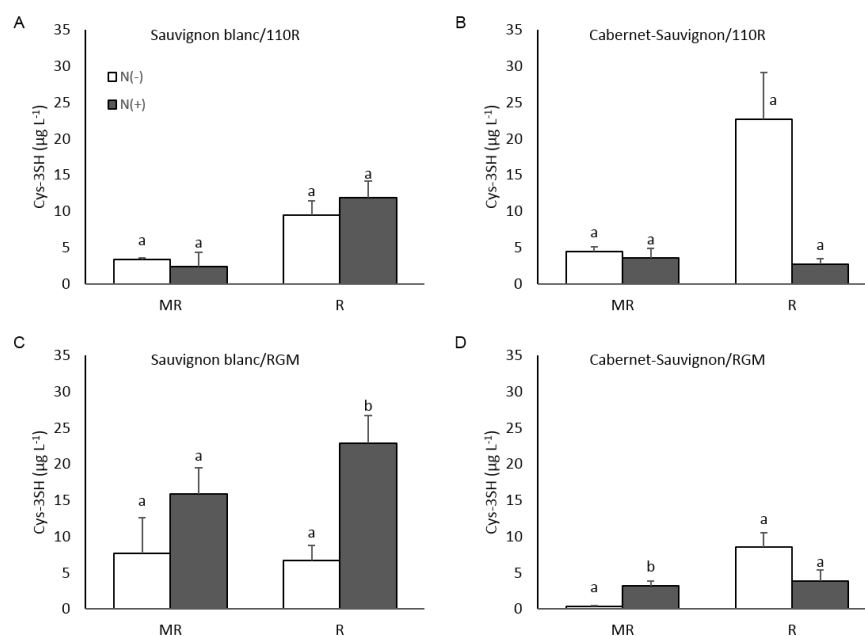 A
Sauvignon blanc/110R
35
30
25
20
15
10
5
0
Cys-3SH (µg L⁻¹)
N(-)
N(+)
a
a
a
a
MR
R
B
Cabernet-Sauvignon/110R
35
30
25
20
15
10
5
0
Cys-3SH (µg L⁻¹)
a
a
a
a
MR
R
C
Sauvignon blanc/RGM
35
30
25
20
15
10
5
0
Cys-3SH (µg L⁻¹)
a
a
a
b
MR
R
D
Cabernet-Sauvignon/RGM
35
30
25
20
15
10
5
0
Cys-3SH (µg L⁻¹)
a
b
a
a
MR
R